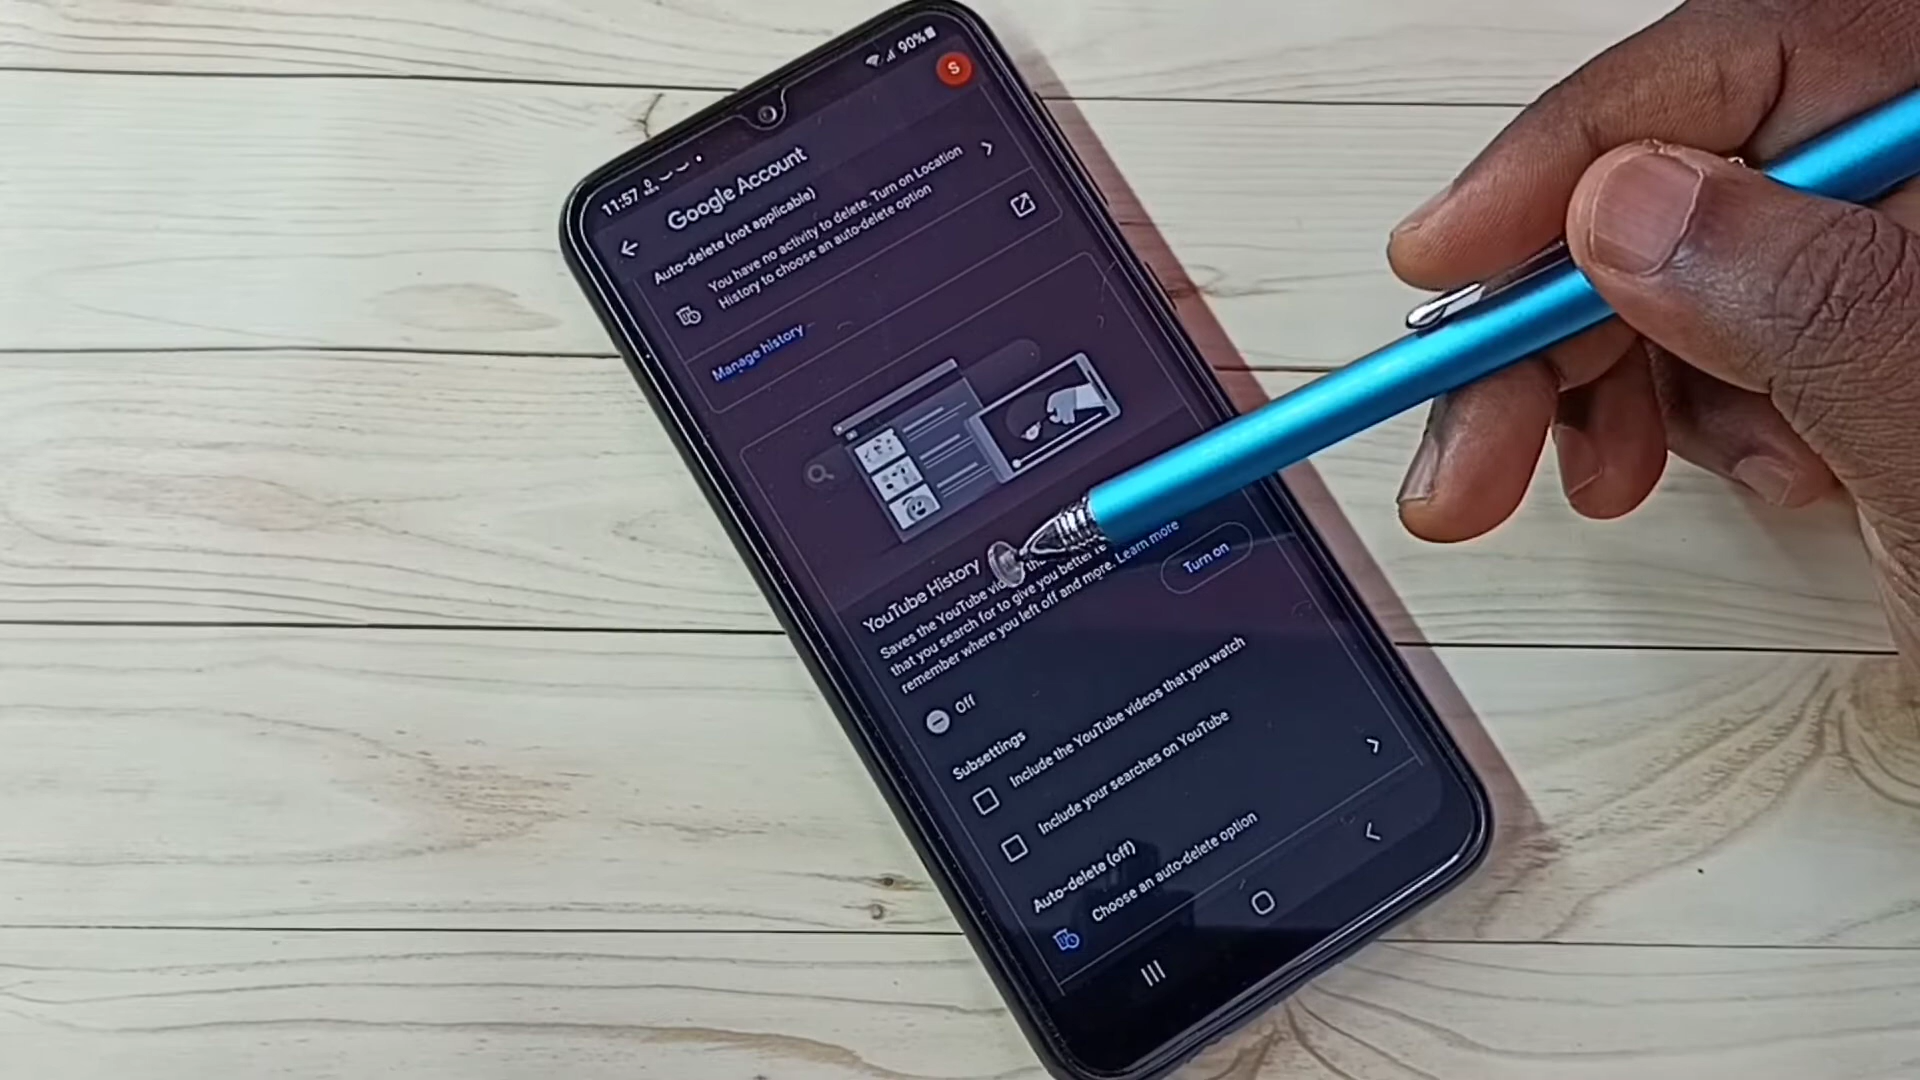 11:57
90%
S
Google Account
Auto-delete (not applicable)
You have no activity to delete. Turn on Location
History to choose an auto-delete option
Manage history
YouTube History
Saves the YouTube
that you search for to give you better
remember where you left off and more. Learn more
Turn on
Off
Subsettings
Include the YouTube videos that you watch
Include your searches on YouTube
Auto-delete (off)
Choose an auto-delete option